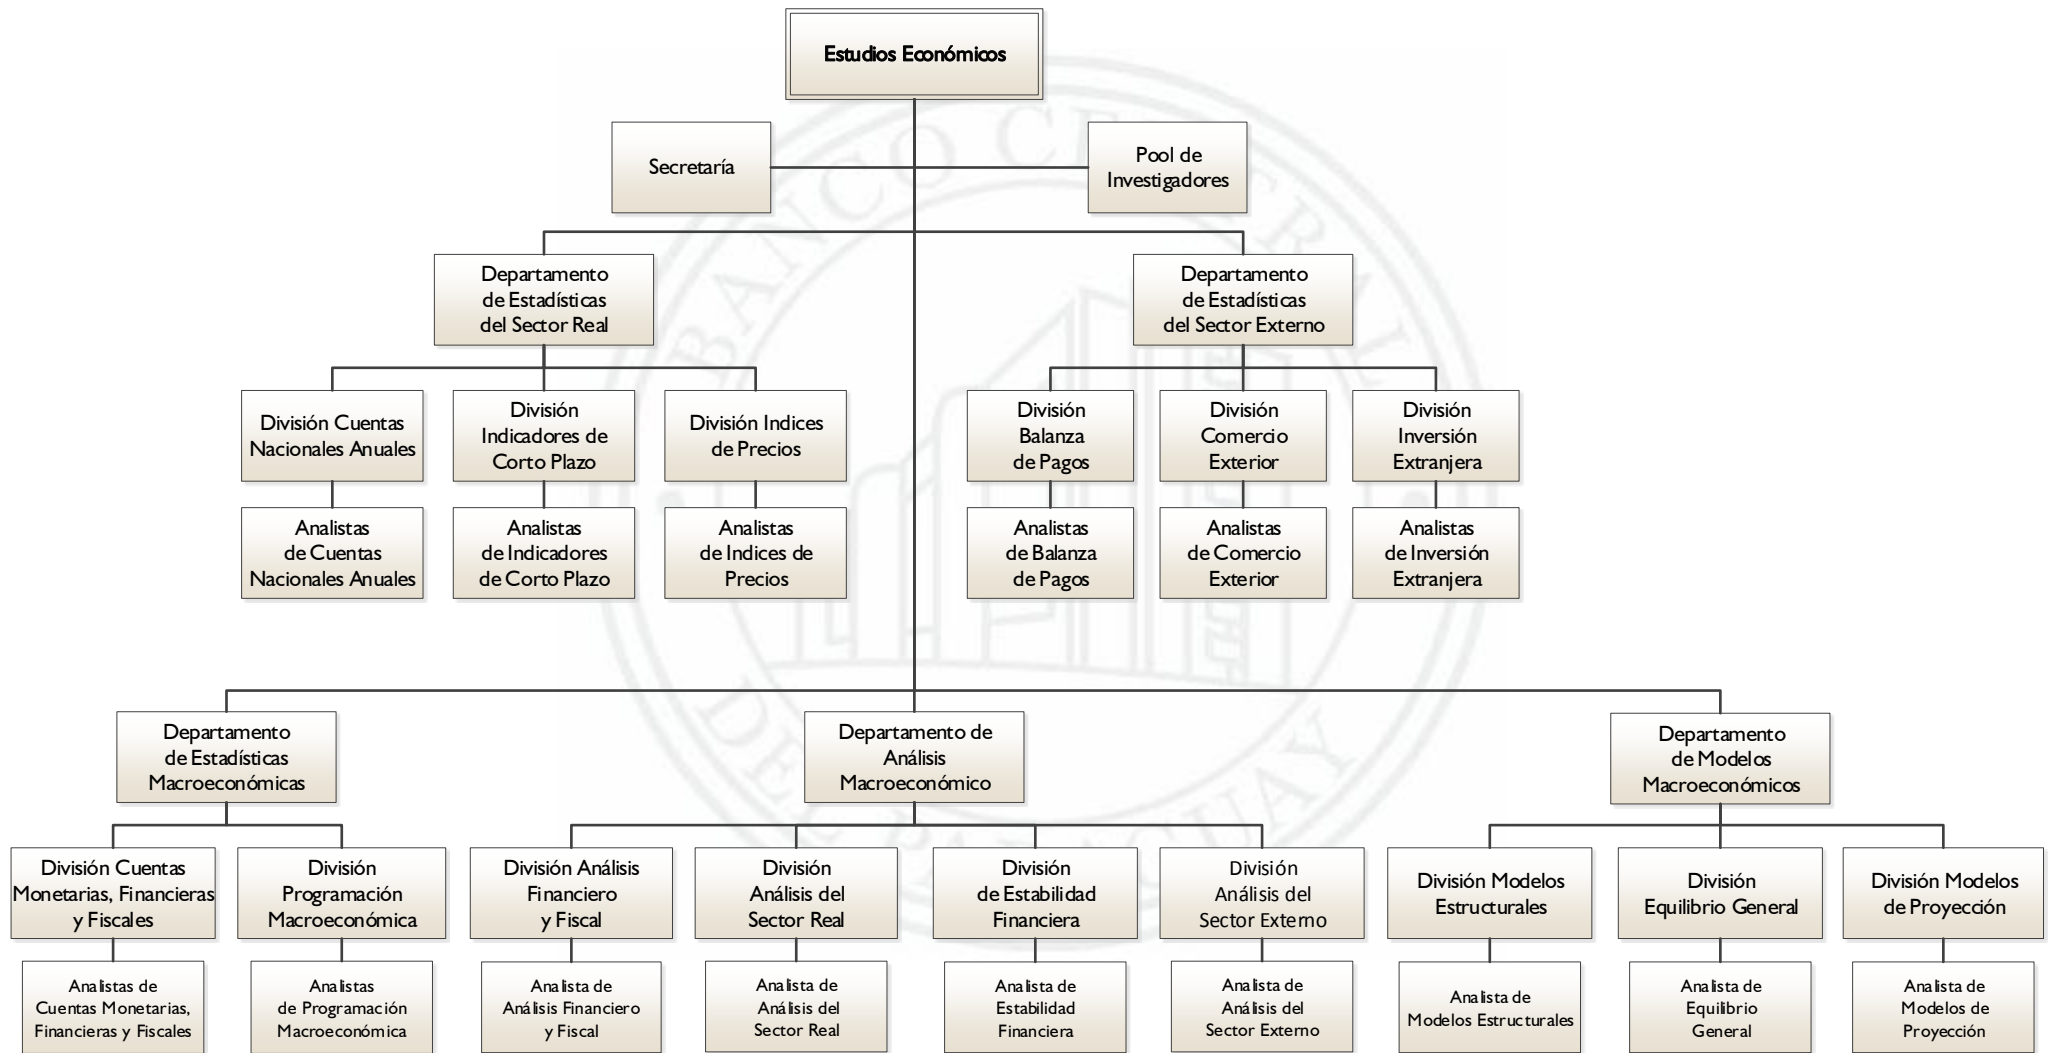 Estudios Económicos
Secretaría
Pool de
Investigadores
Departamento
de Estadísticas
del Sector Real
Departamento
de Estadísticas
del Sector Externo
División Cuentas
Nacionales Anuales
División
Indicadores de
Corto Plazo
División Indices
de Precios
División
Balanza
de Pagos
División
Comercio
Exterior
División
Inversión
Extranjera
Analistas
de Cuentas
Nacionales Anuales
Analistas
de Indicadores
de Corto Plazo
Analistas
de Indices de
Precios
Analistas
de Balanza
de Pagos
Analistas
de Comercio
Exterior
Analistas
de Inversión
Extranjera
Departamento
de Estadísticas
Macroeconómicas
Departamento de
Análisis
Macroeconómico
Departamento
de Modelos
Macroeconómicos
División Cuentas
Monetarias, Financieras
y Fiscales
División
Programación
Macroeconómica
División Análisis
Financiero
y Fiscal
División
Análisis del
Sector Real
División
de Estabilidad
Financiera
División
Análisis del
Sector Externo
División Modelos
Estructurales
División
Equilibrio General
División Modelos
de Proyección
Analistas de
Cuentas Monetarias,
Financieras y Fiscales
Analistas
de Programación
Macroeconómica
Analista de
Análisis Financiero
y Fiscal
Analista de
Análisis del
Sector Real
Analista de
Estabilidad
Financiera
Analista de
Análisis del
Sector Externo
Analista de
Modelos Estructurales
Analista de
Equilibrio
General
Analista de
Modelos de
Proyección
BANCO CENTRAL
DEL PARAGUAY